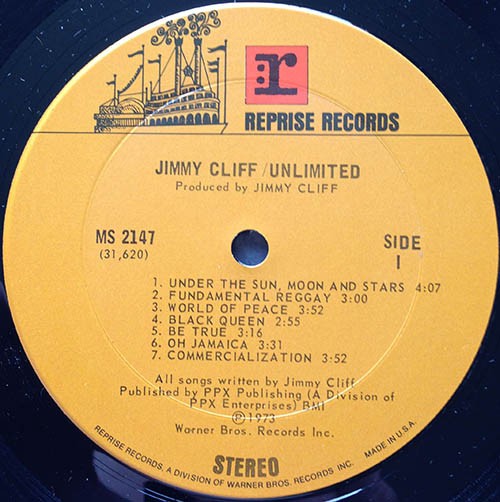 r
REPRISE RECORDS
JIMMY CLIFF / UNLIMITED
Produced by JIMMY CLIFF
MS 2147
(31,620)
SIDE
1
1. UNDER THE SUN, MOON AND STARS 4:07
2. FUNDAMENTAL REGGAY 3:00
3. WORLD OF PEACE 3:52
4. BLACK QUEEN 2:55
5. BE TRUE 3:16
6. OH JAMAICA 3:31
7. COMMERCIALIZATION 3:52
All songs written by Jimmy Cliff
Published by PPX Publishing (A Division of
PPX Enterprises) BMI
Ⓟ1973
Warner Bros. Records Inc.
STEREO
REPRISE RECORDS, A DIVISION OF WARNER BROS. RECORDS INC. MADE IN U.S.A.